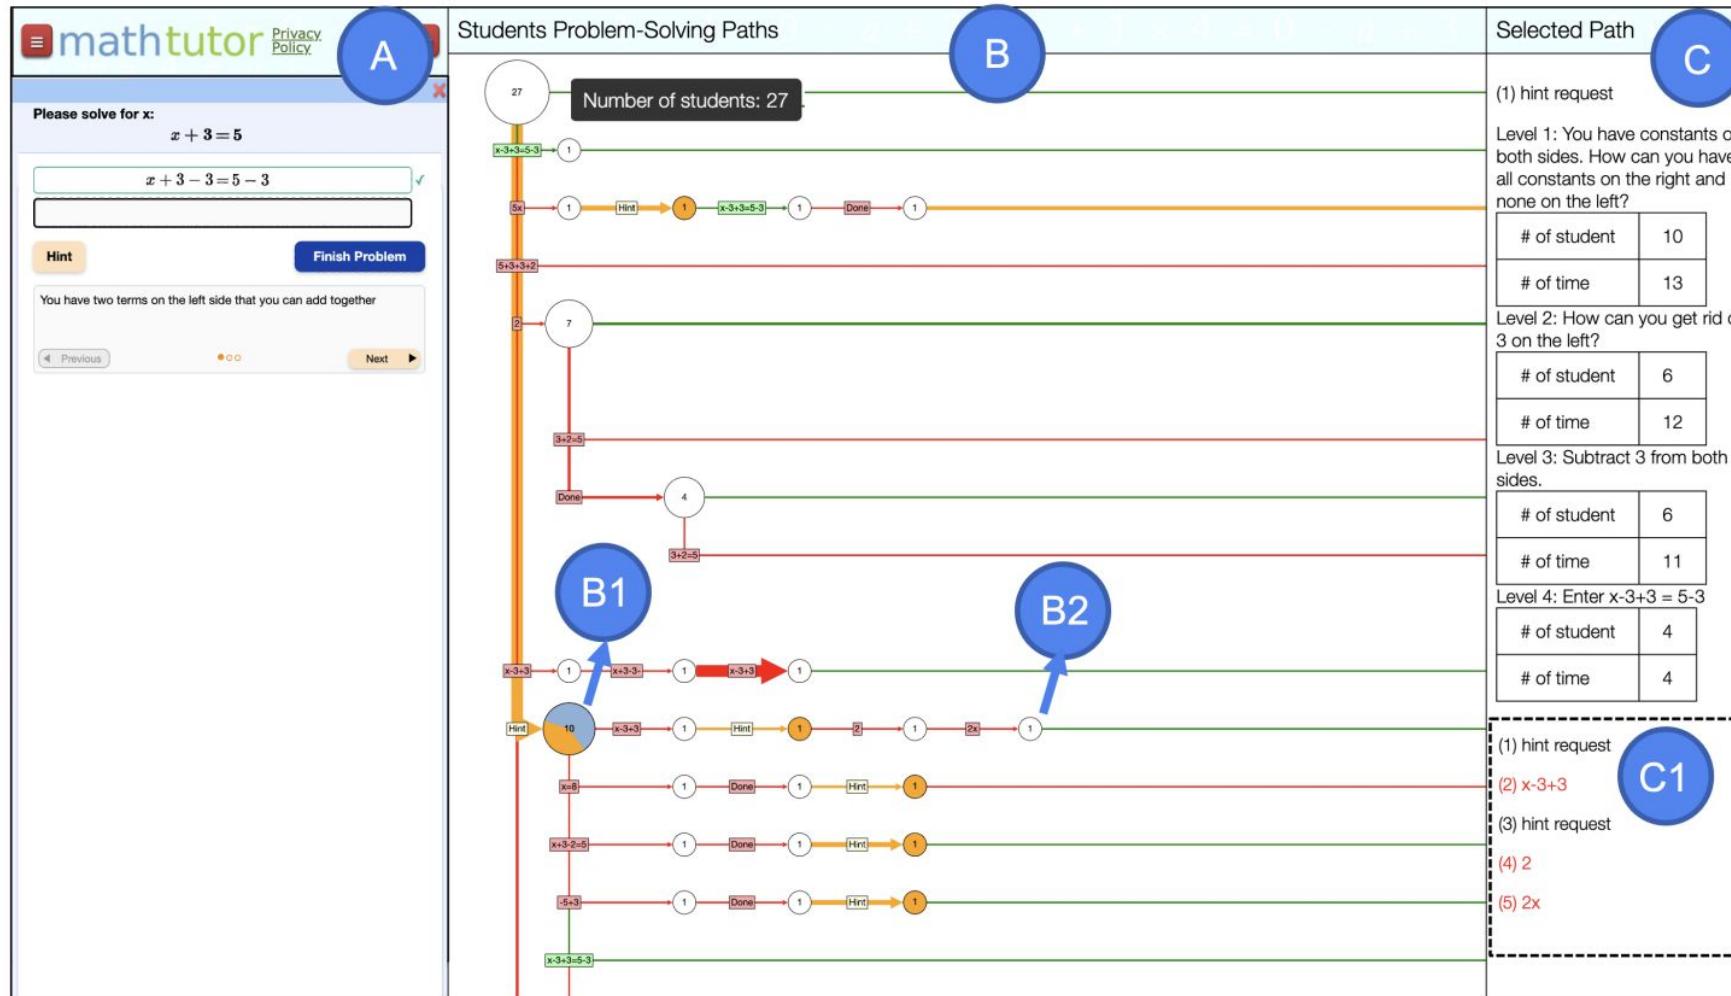 mathtutor Privacy
Policy
A
Please solve for x:
x + 3 = 5
x + 3 − 3 = 5 − 3
Hint
Finish Problem
You have two terms on the left side that you can add together
Previous
Next
Students Problem-Solving Paths
B
27
Number of students: 27
x-3+3=5-3 1
5x 1 Hint 1 x-3+3=5-3 1 Done 1
5+3+3+2
2 7
3+2=5
Done 4
3+2=5
B1
B2
x-3+3 1 x+3-3- 1 x-3+3 1
Hint 10 x-3+3 1 Hint 1 2 1 2x 1
x=8 1 Done 1 Hint 1
x+3-2=5 1 Done 1 Hint 1
-5+3 1 Done 1 Hint 1
x-3+3=5-3
Selected Path
C
(1) hint request
Level 1: You have constants o
both sides. How can you have
all constants on the right and
none on the left?
# of student 10
# of time 13
Level 2: How can you get rid o
3 on the left?
# of student 6
# of time 12
Level 3: Subtract 3 from both
sides.
# of student 6
# of time 11
Level 4: Enter x-3+3 = 5-3
# of student 4
# of time 4
(1) hint request
C1
(2) x-3+3
(3) hint request
(4) 2
(5) 2x